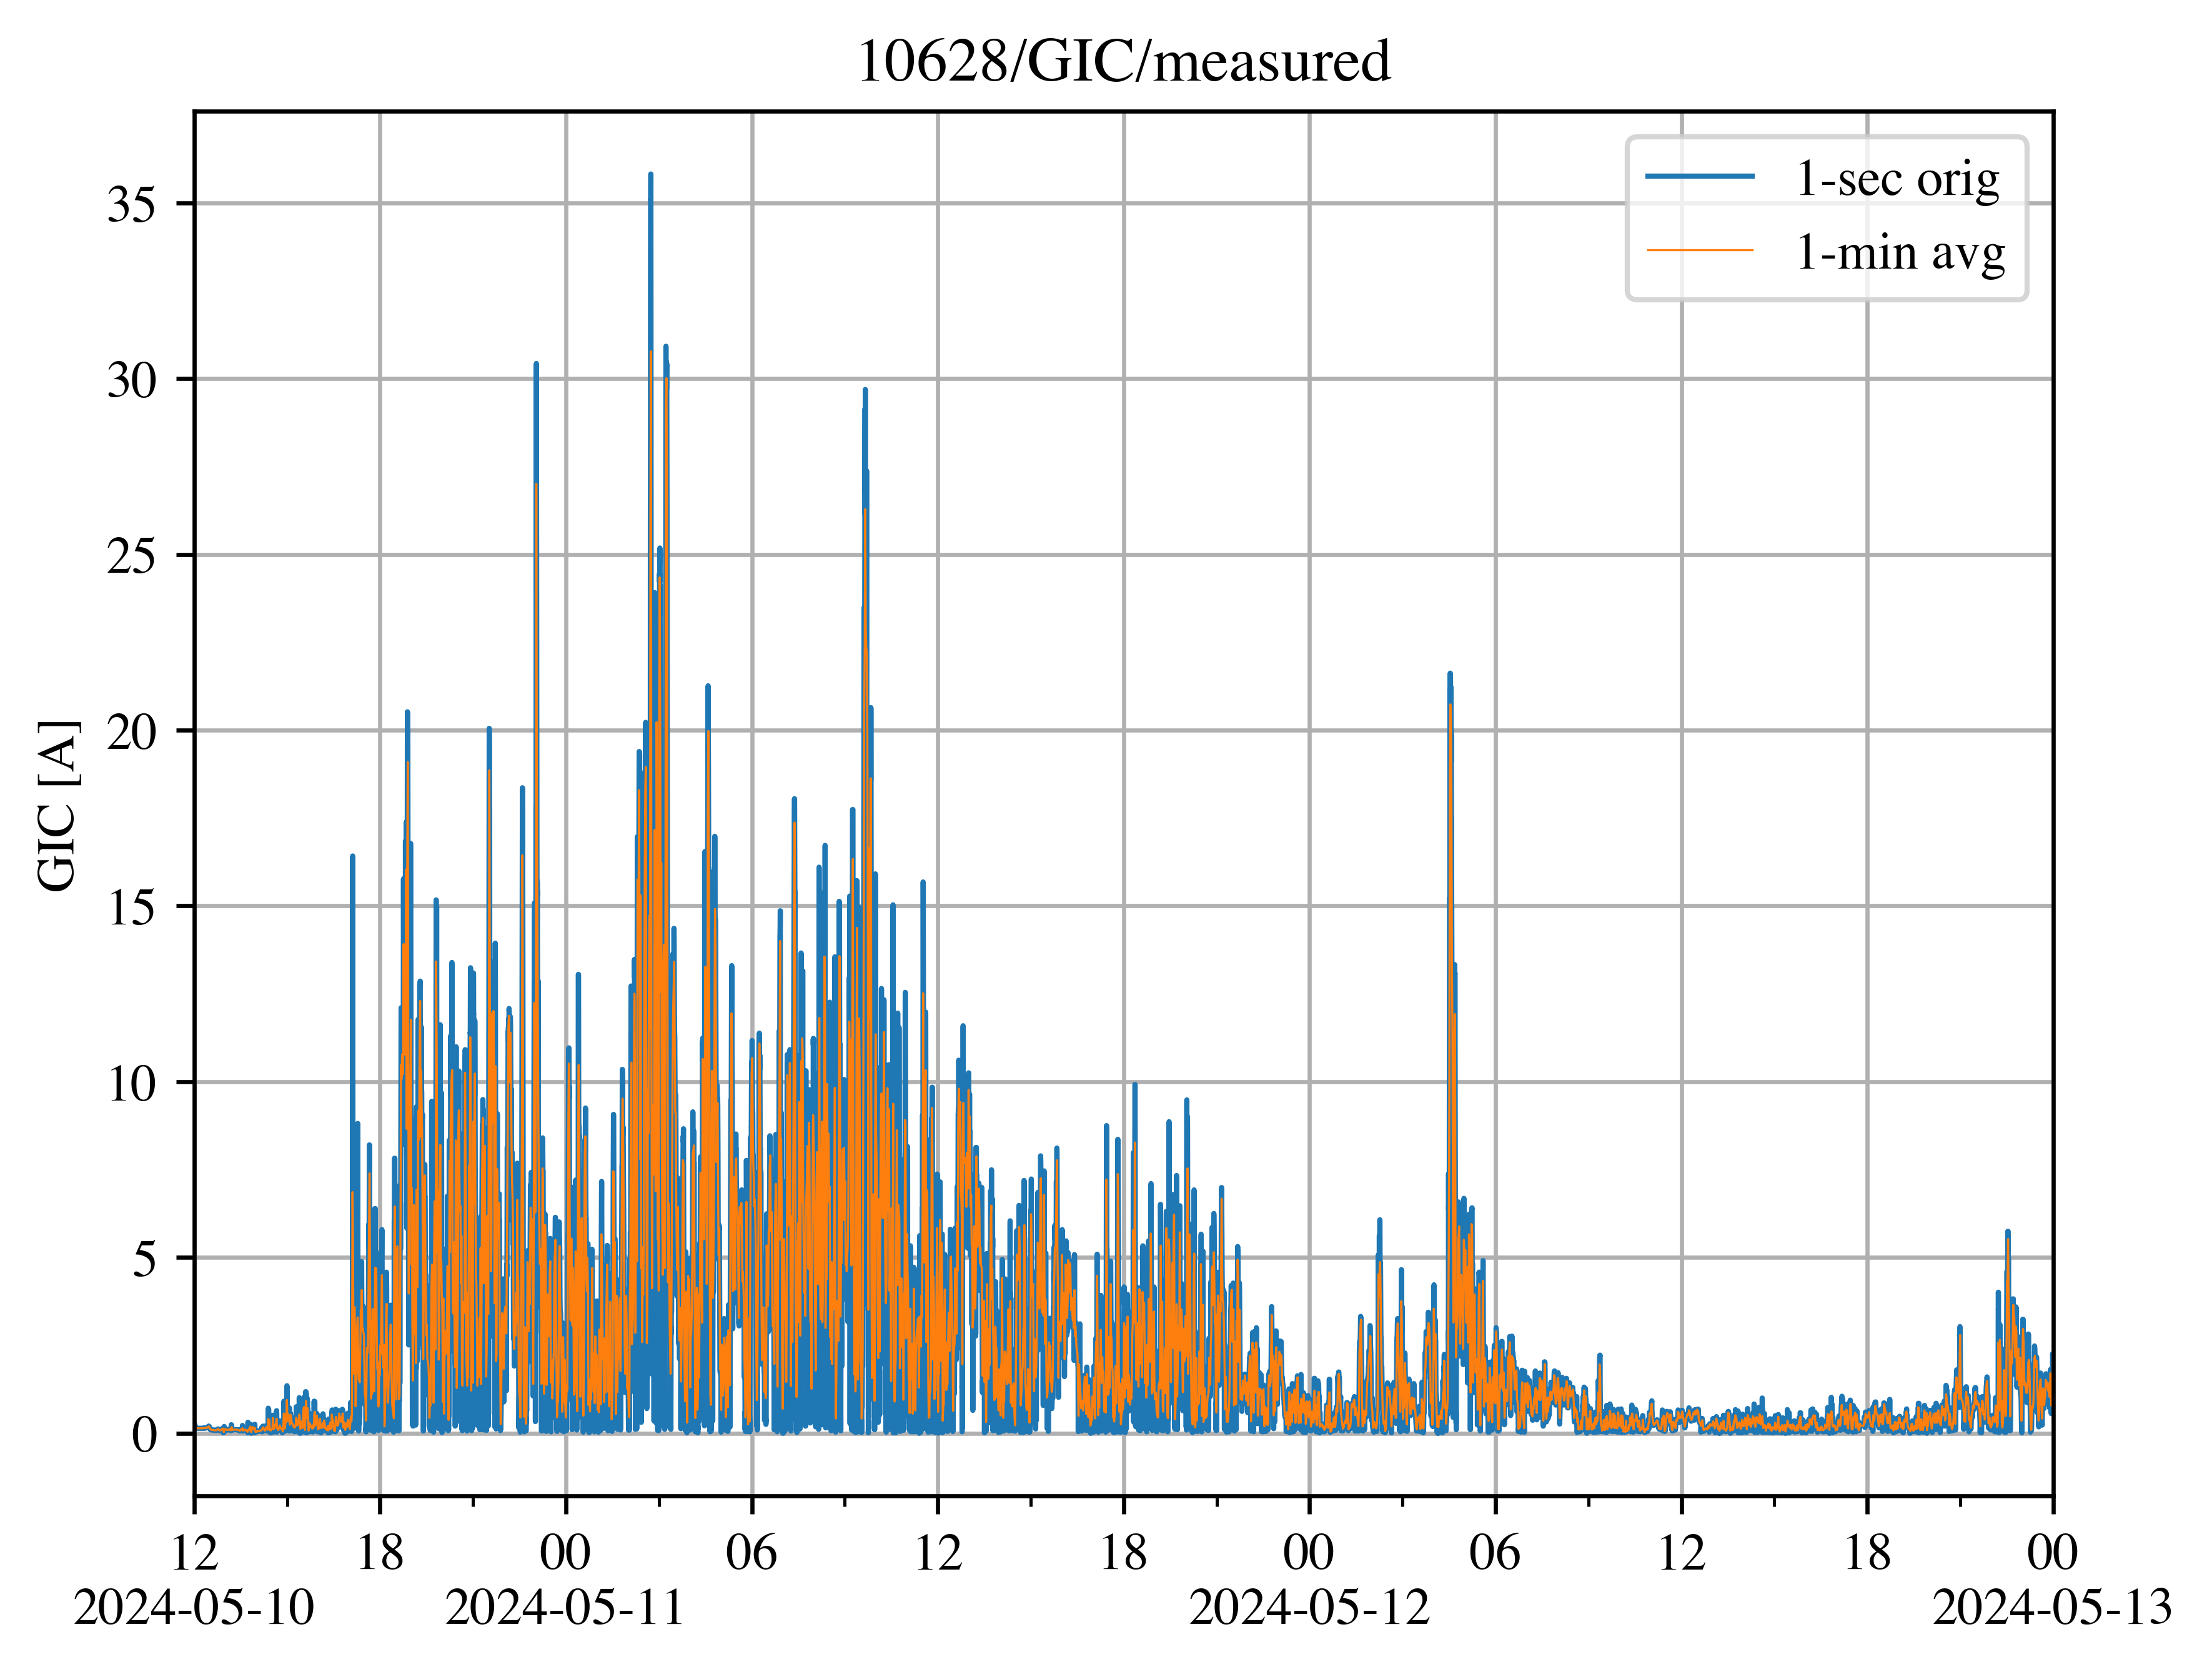 10628/GIC/measured
1-sec orig
1-min avg
GIC [A]
35
30
25
20
15
10
5
0
12 18 00 06 12 18 00 06 12 18 00
2024-05-10 2024-05-11 2024-05-12 2024-05-13